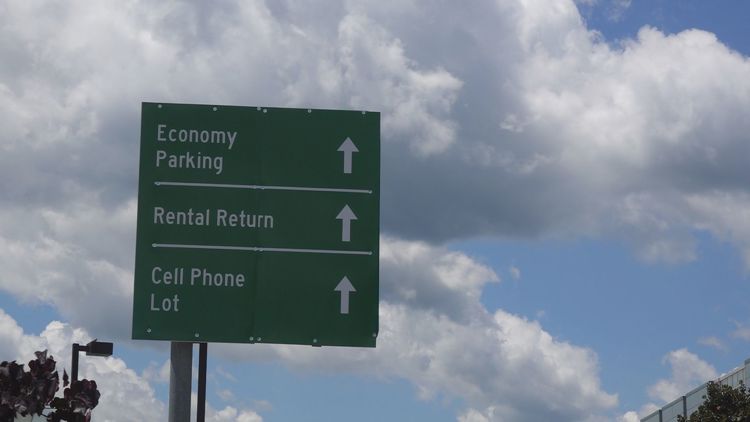 Economy
Parking
Rental Return
Cell Phone
Lot